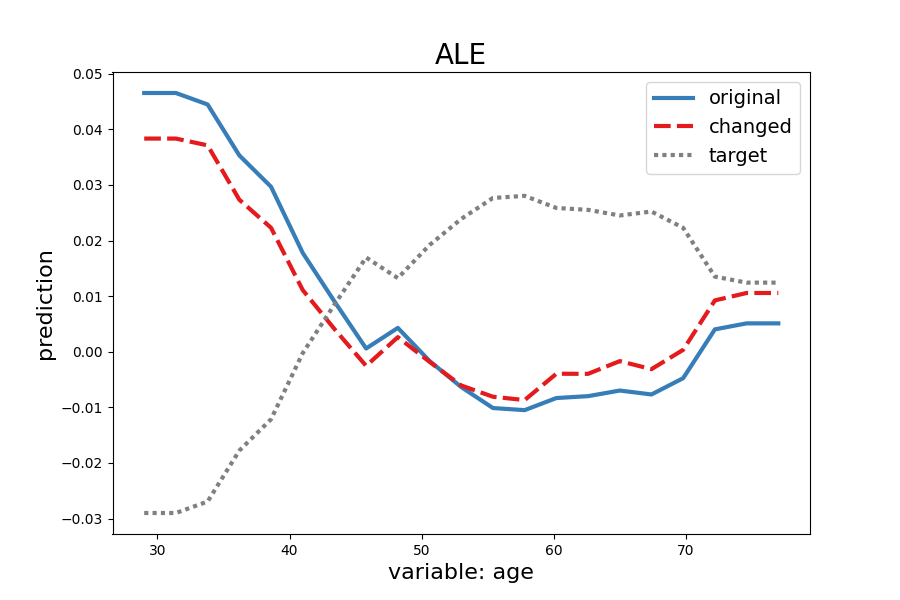 ALE
original
changed
target
prediction
0.05
0.04
0.03
0.02
0.01
0.00
−0.01
−0.02
−0.03
30 40 50 60 70
variable: age